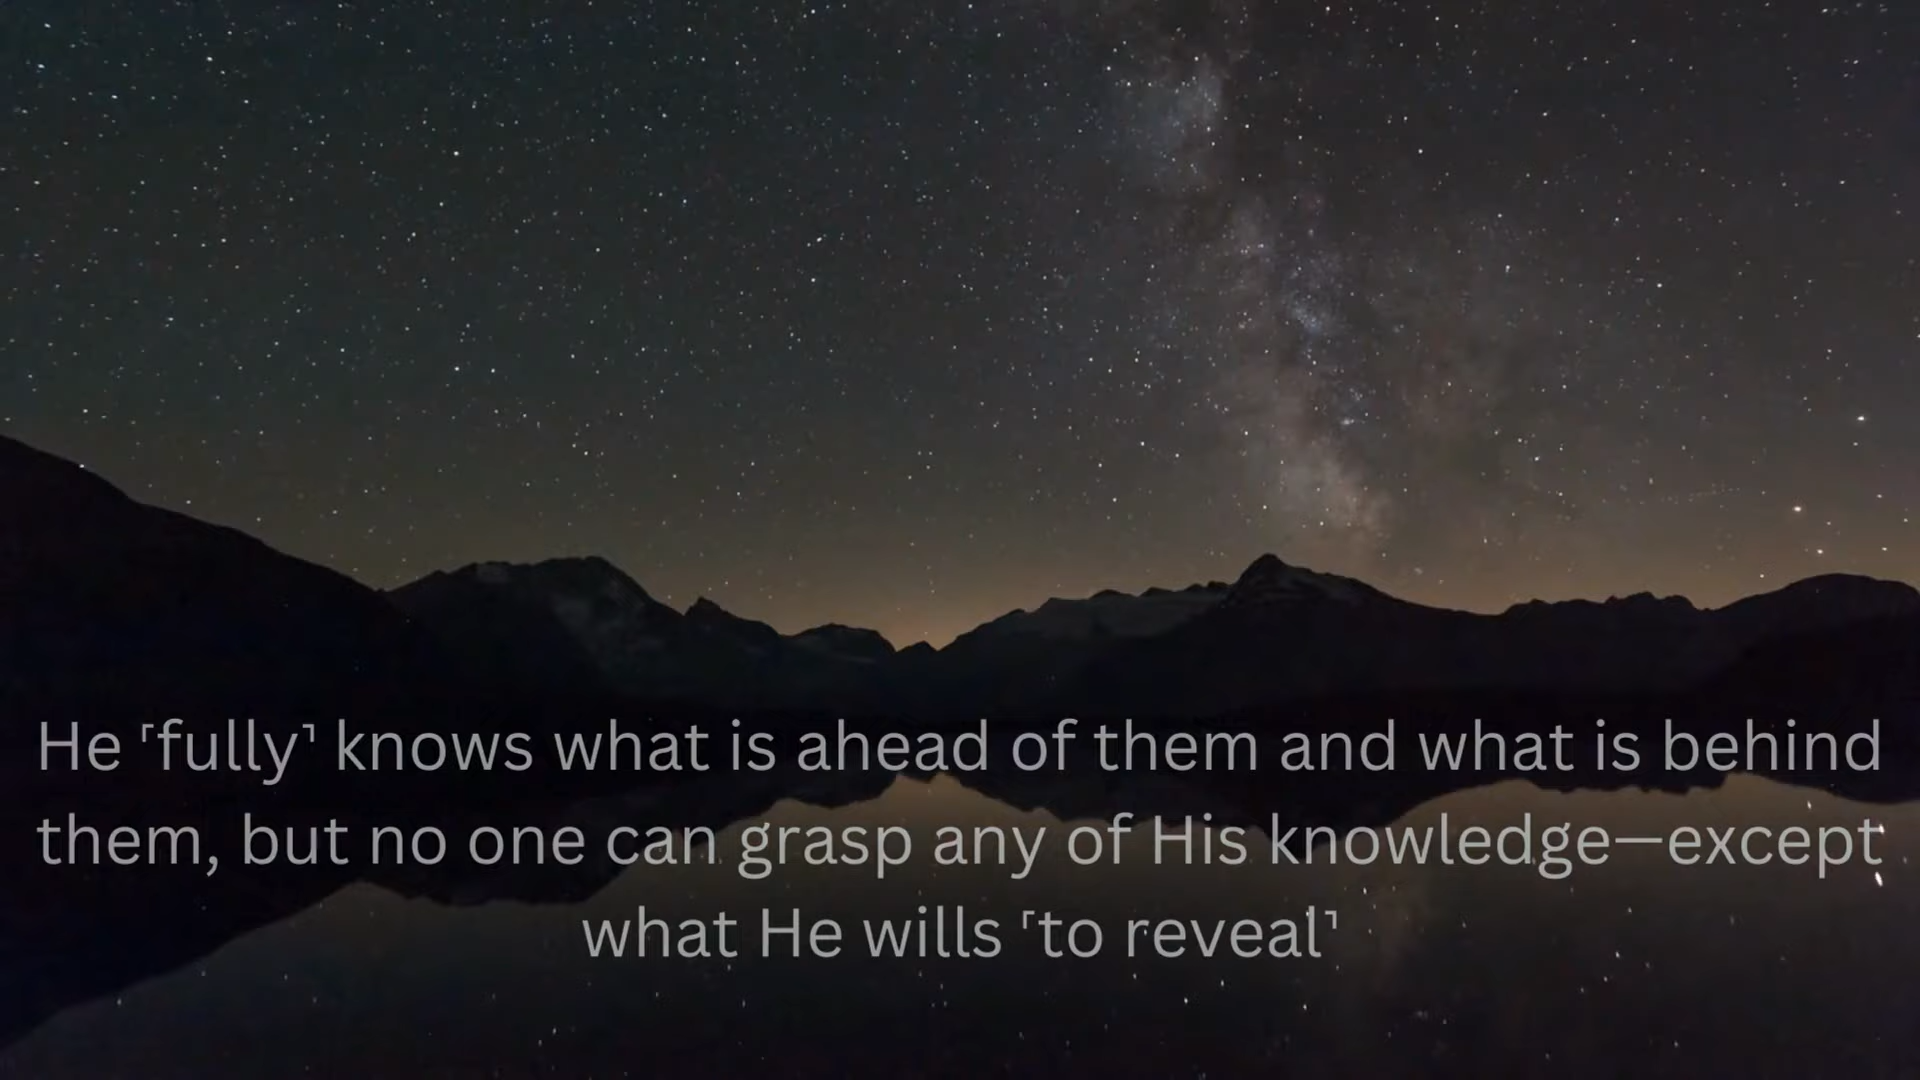 He ⸢fully⸣ knows what is ahead of them and what is behind
them, but no one can grasp any of His knowledge—except
what He wills ⸢to reveal⸣